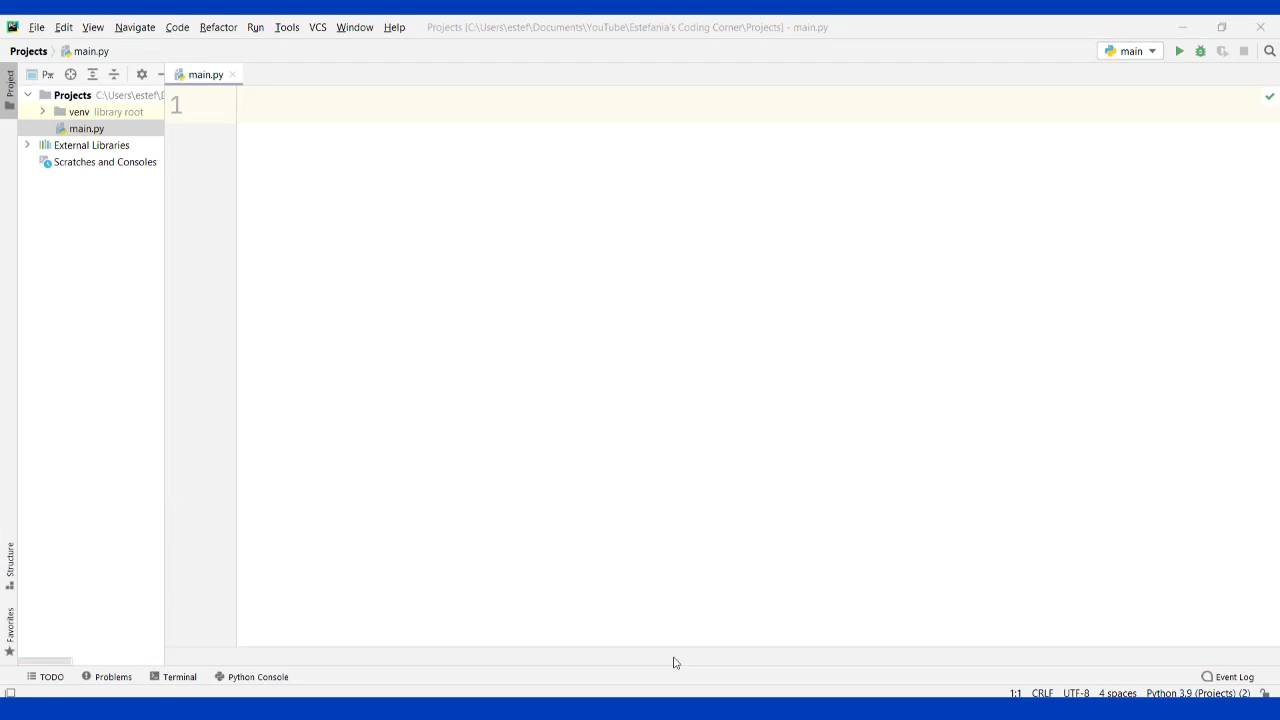 File Edit View Navigate Code Refactor Run Tools VCS Window Help Projects [C:\Users\estef\Documents\YouTube\Estefania's Coding Corner\Projects] - main.py
Projects main.py main
Project
main.py
Projects C:\Users\estef\D
venv library root
main.py
External Libraries
Scratches and Consoles
1
Structure
Favorites
TODO Problems Terminal Python Console Event Log
1:1 CRLF UTF-8 4 spaces Python 3.9 (Projects) (2)